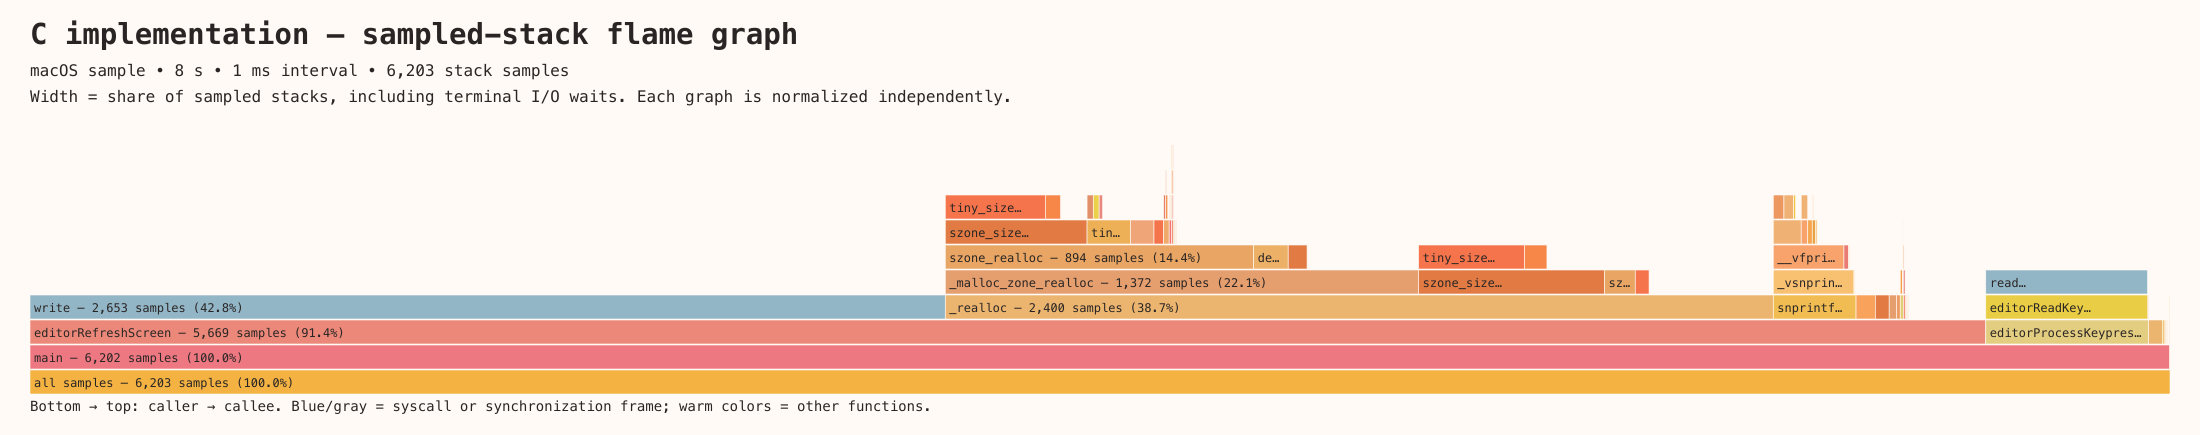 C implementation — sampled-stack flame graph
macOS sample • 8 s • 1 ms interval • 6,203 stack samples
Width = share of sampled stacks, including terminal I/O waits. Each graph is normalized independently.
tiny_size…
szone_size… tin…
szone_realloc — 894 samples (14.4%) de… tiny_size… __vfpri…
_malloc_zone_realloc — 1,372 samples (22.1%) szone_size… sz… _vsnprin… read…
write — 2,653 samples (42.8%) _realloc — 2,400 samples (38.7%) snprintf… editorReadKey…
editorRefreshScreen — 5,669 samples (91.4%) editorProcessKeypres…
main — 6,202 samples (100.0%)
all samples — 6,203 samples (100.0%)
Bottom → top: caller → callee. Blue/gray = syscall or synchronization frame; warm colors = other functions.